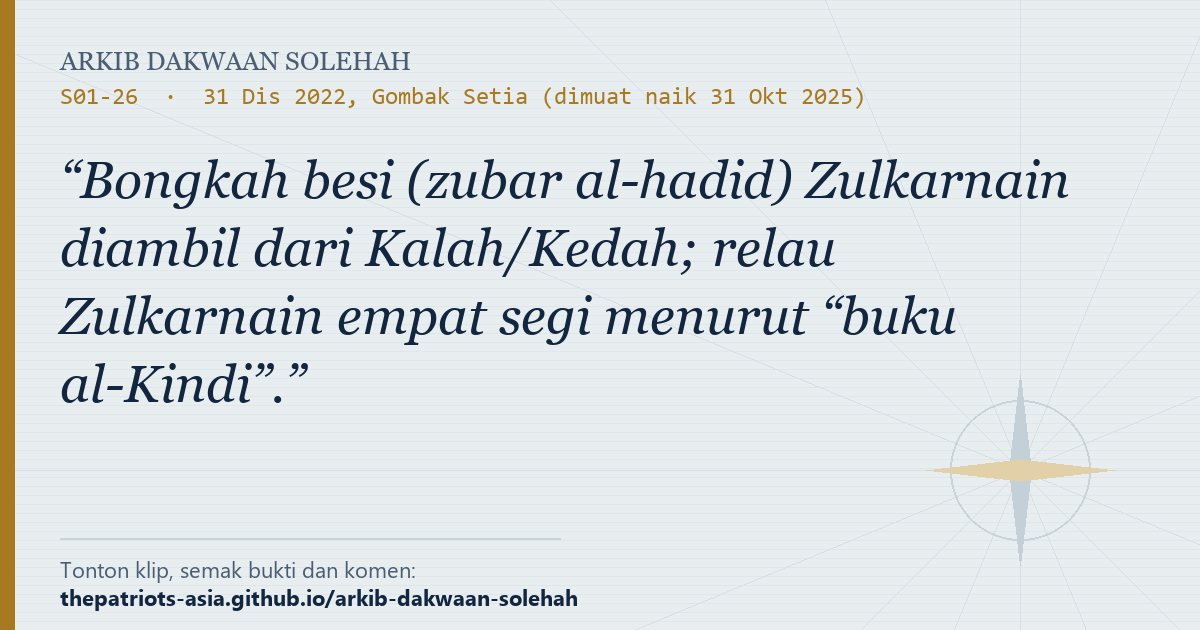 ARKIB DAKWAAN SOLEHAH
S01-26 · 31 Dis 2022, Gombak Setia (dimuat naik 31 Okt 2025)
“Bongkah besi (zubar al-hadid) Zulkarnain
diambil dari Kalah/Kedah; relau
Zulkarnain empat segi menurut “buku
al-Kindi”.”
Tonton klip, semak bukti dan komen:
thepatriots-asia.github.io/arkib-dakwaan-solehah